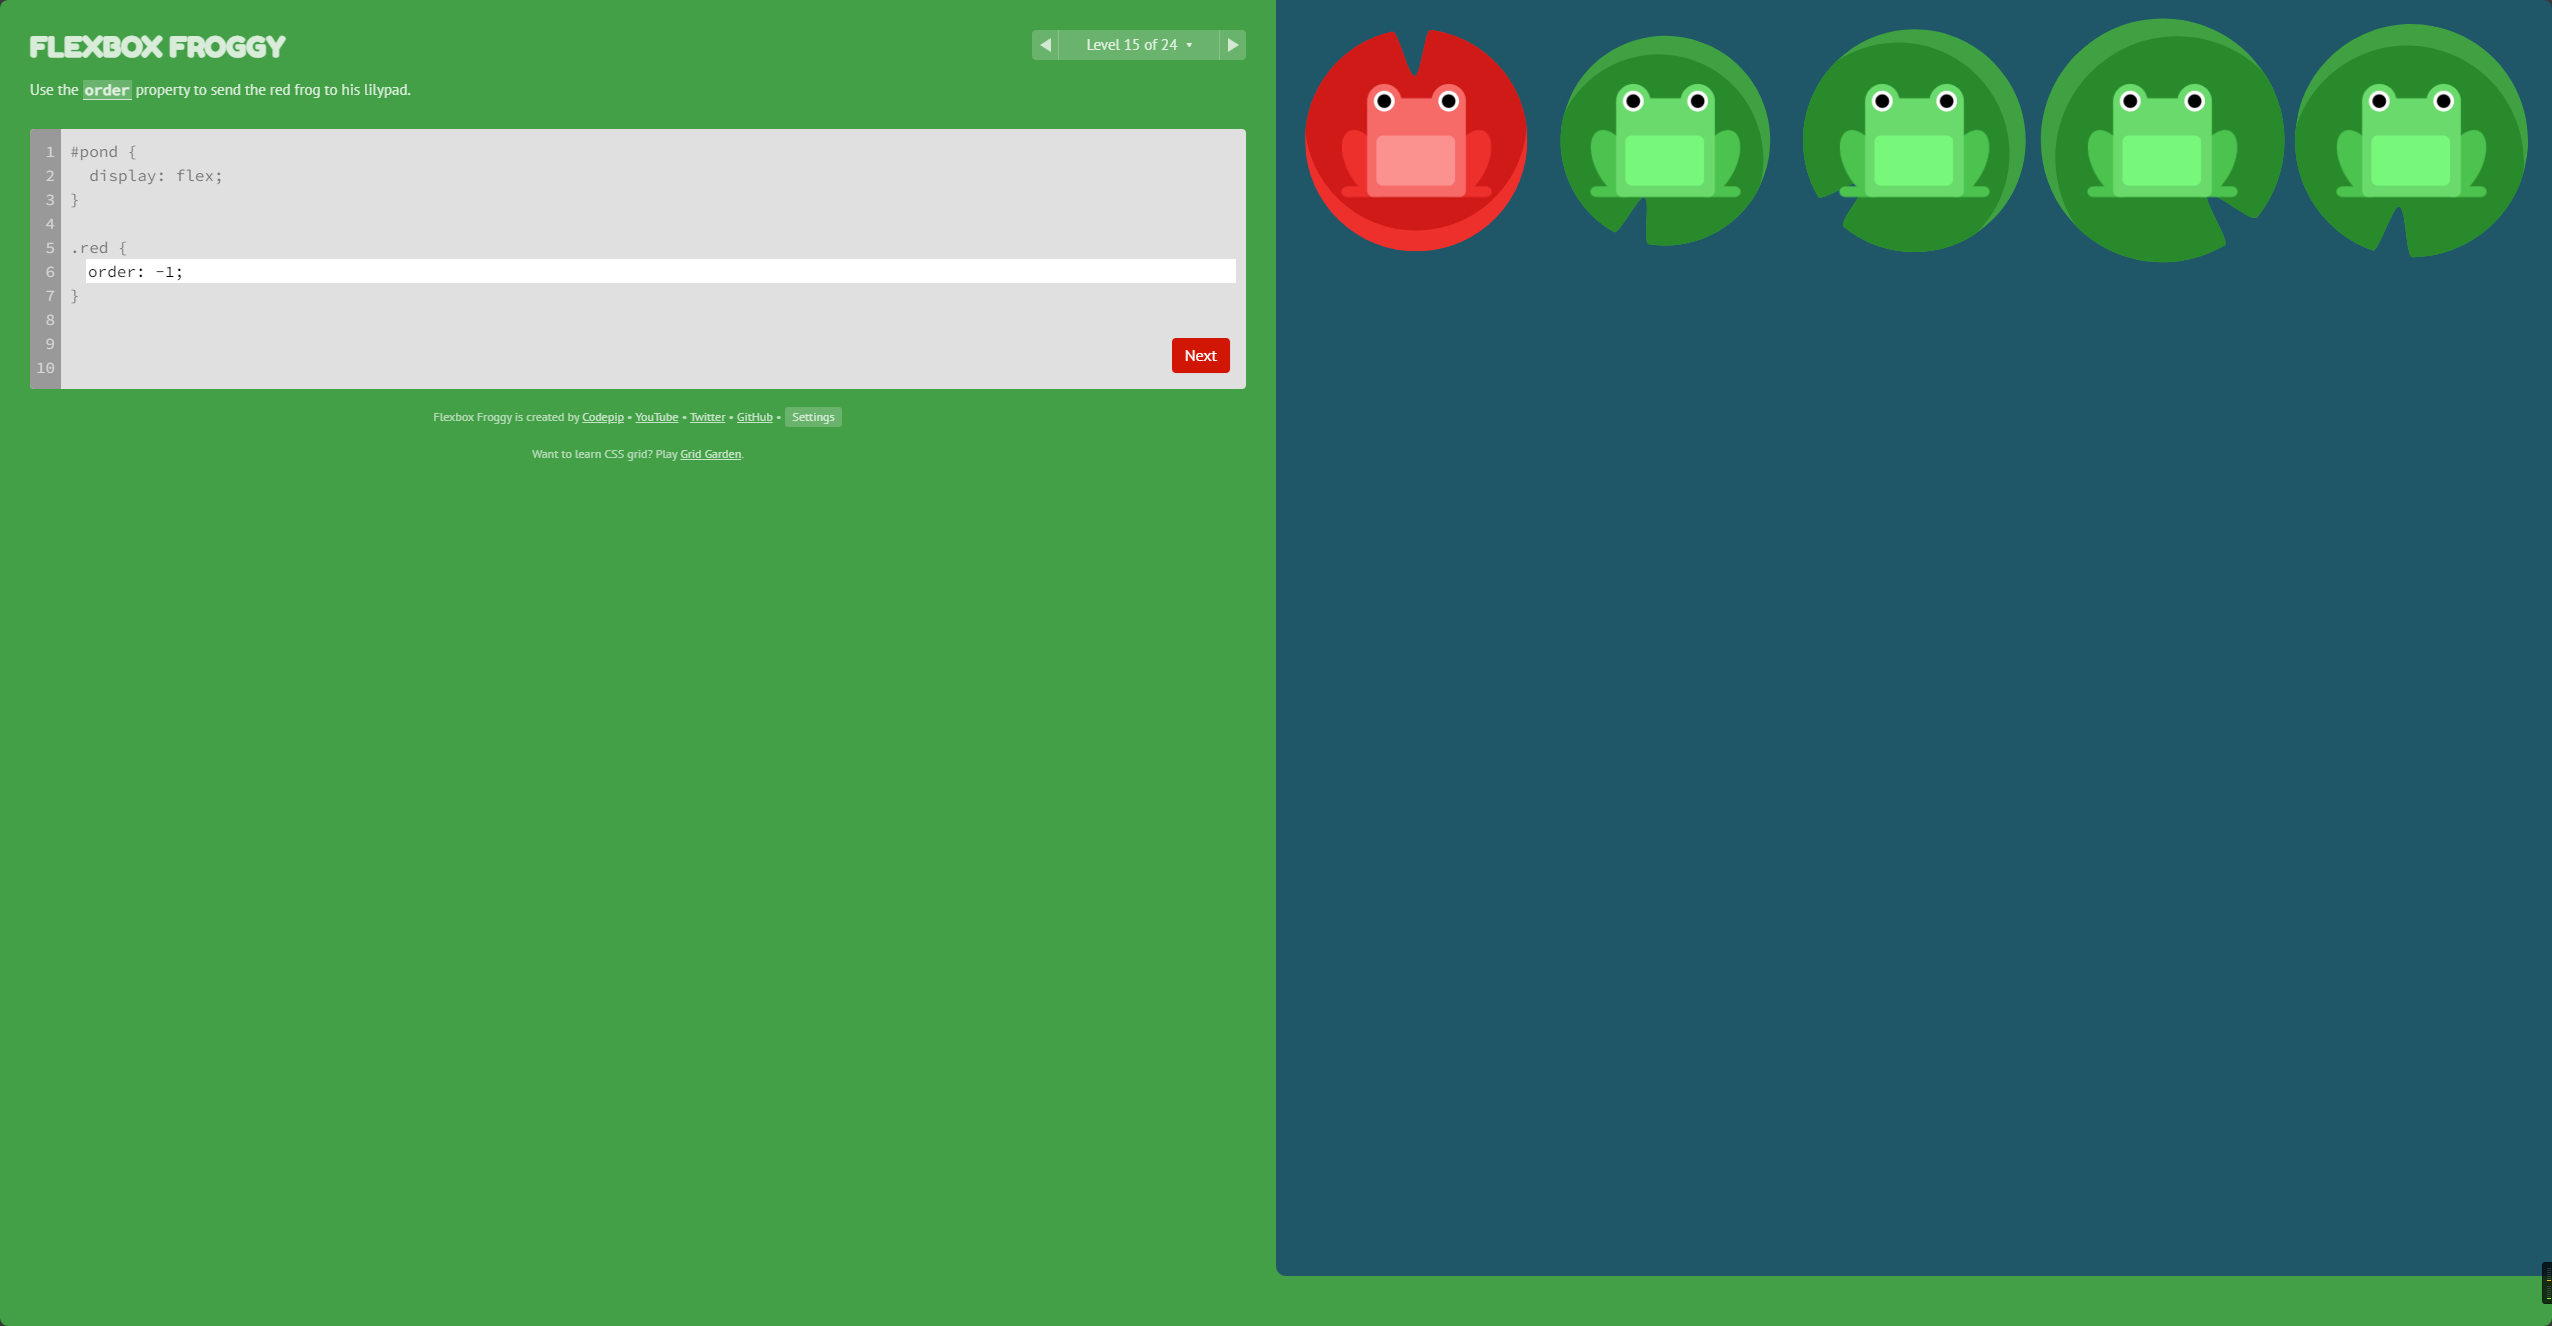 FLEXBOX FROGGY
Level 15 of 24
Use the order property to send the red frog to his lilypad.
1 #pond {
2 display: flex;
3 }
4
5 .red {
6 order: -1;
7 }
8
9
10
Next
Flexbox Froggy is created by Codepip • YouTube • Twitter • GitHub • Settings
Want to learn CSS grid? Play Grid Garden.